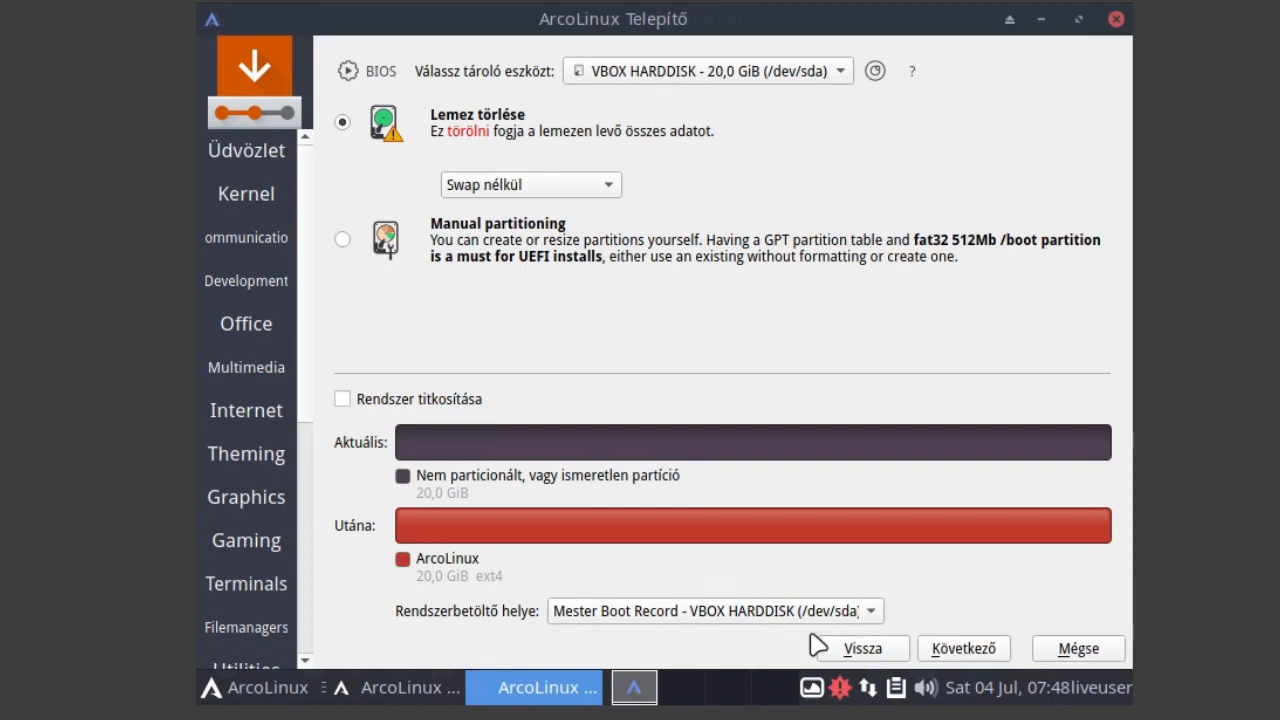 ArcoLinux Telepítő
BIOS Válassz tároló eszközt: VBOX HARDDISK - 20,0 GiB (/dev/sda) ?
Lemez törlése
Ez törölni fogja a lemezen levő összes adatot.
Swap nélkül
Manual partitioning
You can create or resize partitions yourself. Having a GPT partition table and fat32 512Mb /boot partition
is a must for UEFI installs, either use an existing without formatting or create one.
Rendszer titkosítása
Aktuális:
Nem particionált, vagy ismeretlen partíció
20,0 GiB
Utána:
ArcoLinux
20,0 GiB ext4
Rendszerbetöltő helye: Mester Boot Record - VBOX HARDDISK (/dev/sda)
Vissza Következő Mégse
Üdvözlet
Kernel
ommunicatio
Development
Office
Multimedia
Internet
Theming
Graphics
Gaming
Terminals
Filemanagers
Utilities
ArcoLinux ArcoLinux ... ArcoLinux ... Sat 04 Jul, 07:48liveuser